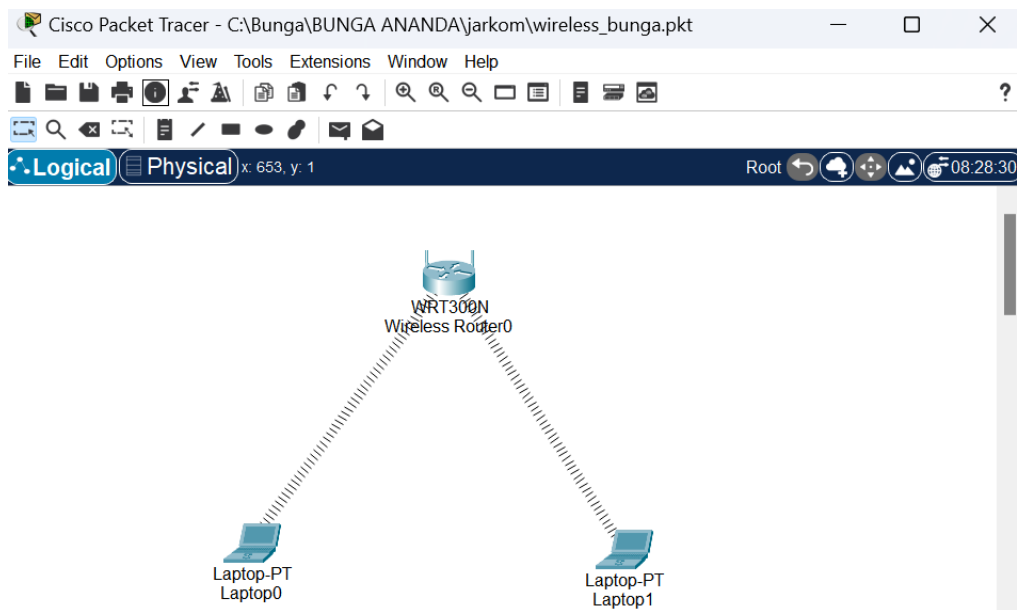 Cisco Packet Tracer - C:\Bunga\BUNGA ANANDA\jarkom\wireless_bunga.pkt
File Edit Options View Tools Extensions Window Help
?
Logical Physical x: 653, y: 1 Root 08:28:30
WRT300N
Wireless Router0
Laptop-PT
Laptop0
Laptop-PT
Laptop1